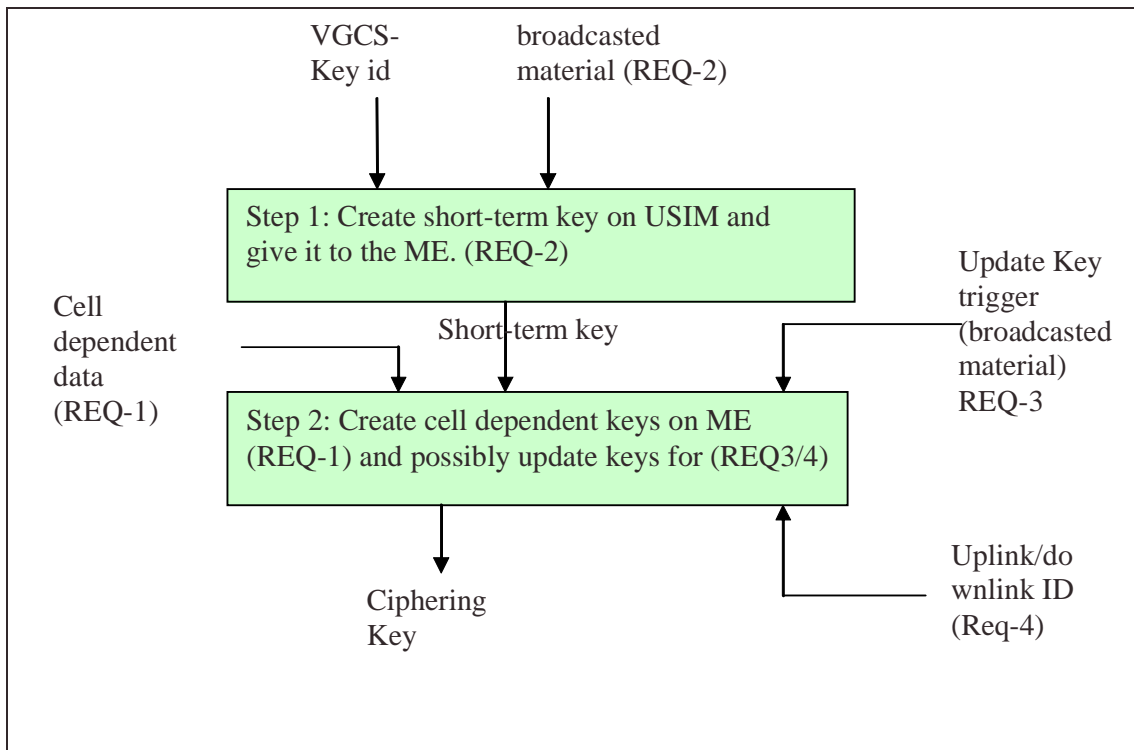 VGCS-
Key id
broadcasted
material (REQ-2)
Step 1: Create short-term key on USIM and
give it to the ME. (REQ-2)
Update Key
trigger
(broadcasted
material)
REQ-3
Cell
dependent
data
(REQ-1)
Short-term key
Step 2: Create cell dependent keys on ME
(REQ-1) and possibly update keys for (REQ3/4)
Uplink/do
wnlink ID
(Req-4)
Ciphering
Key